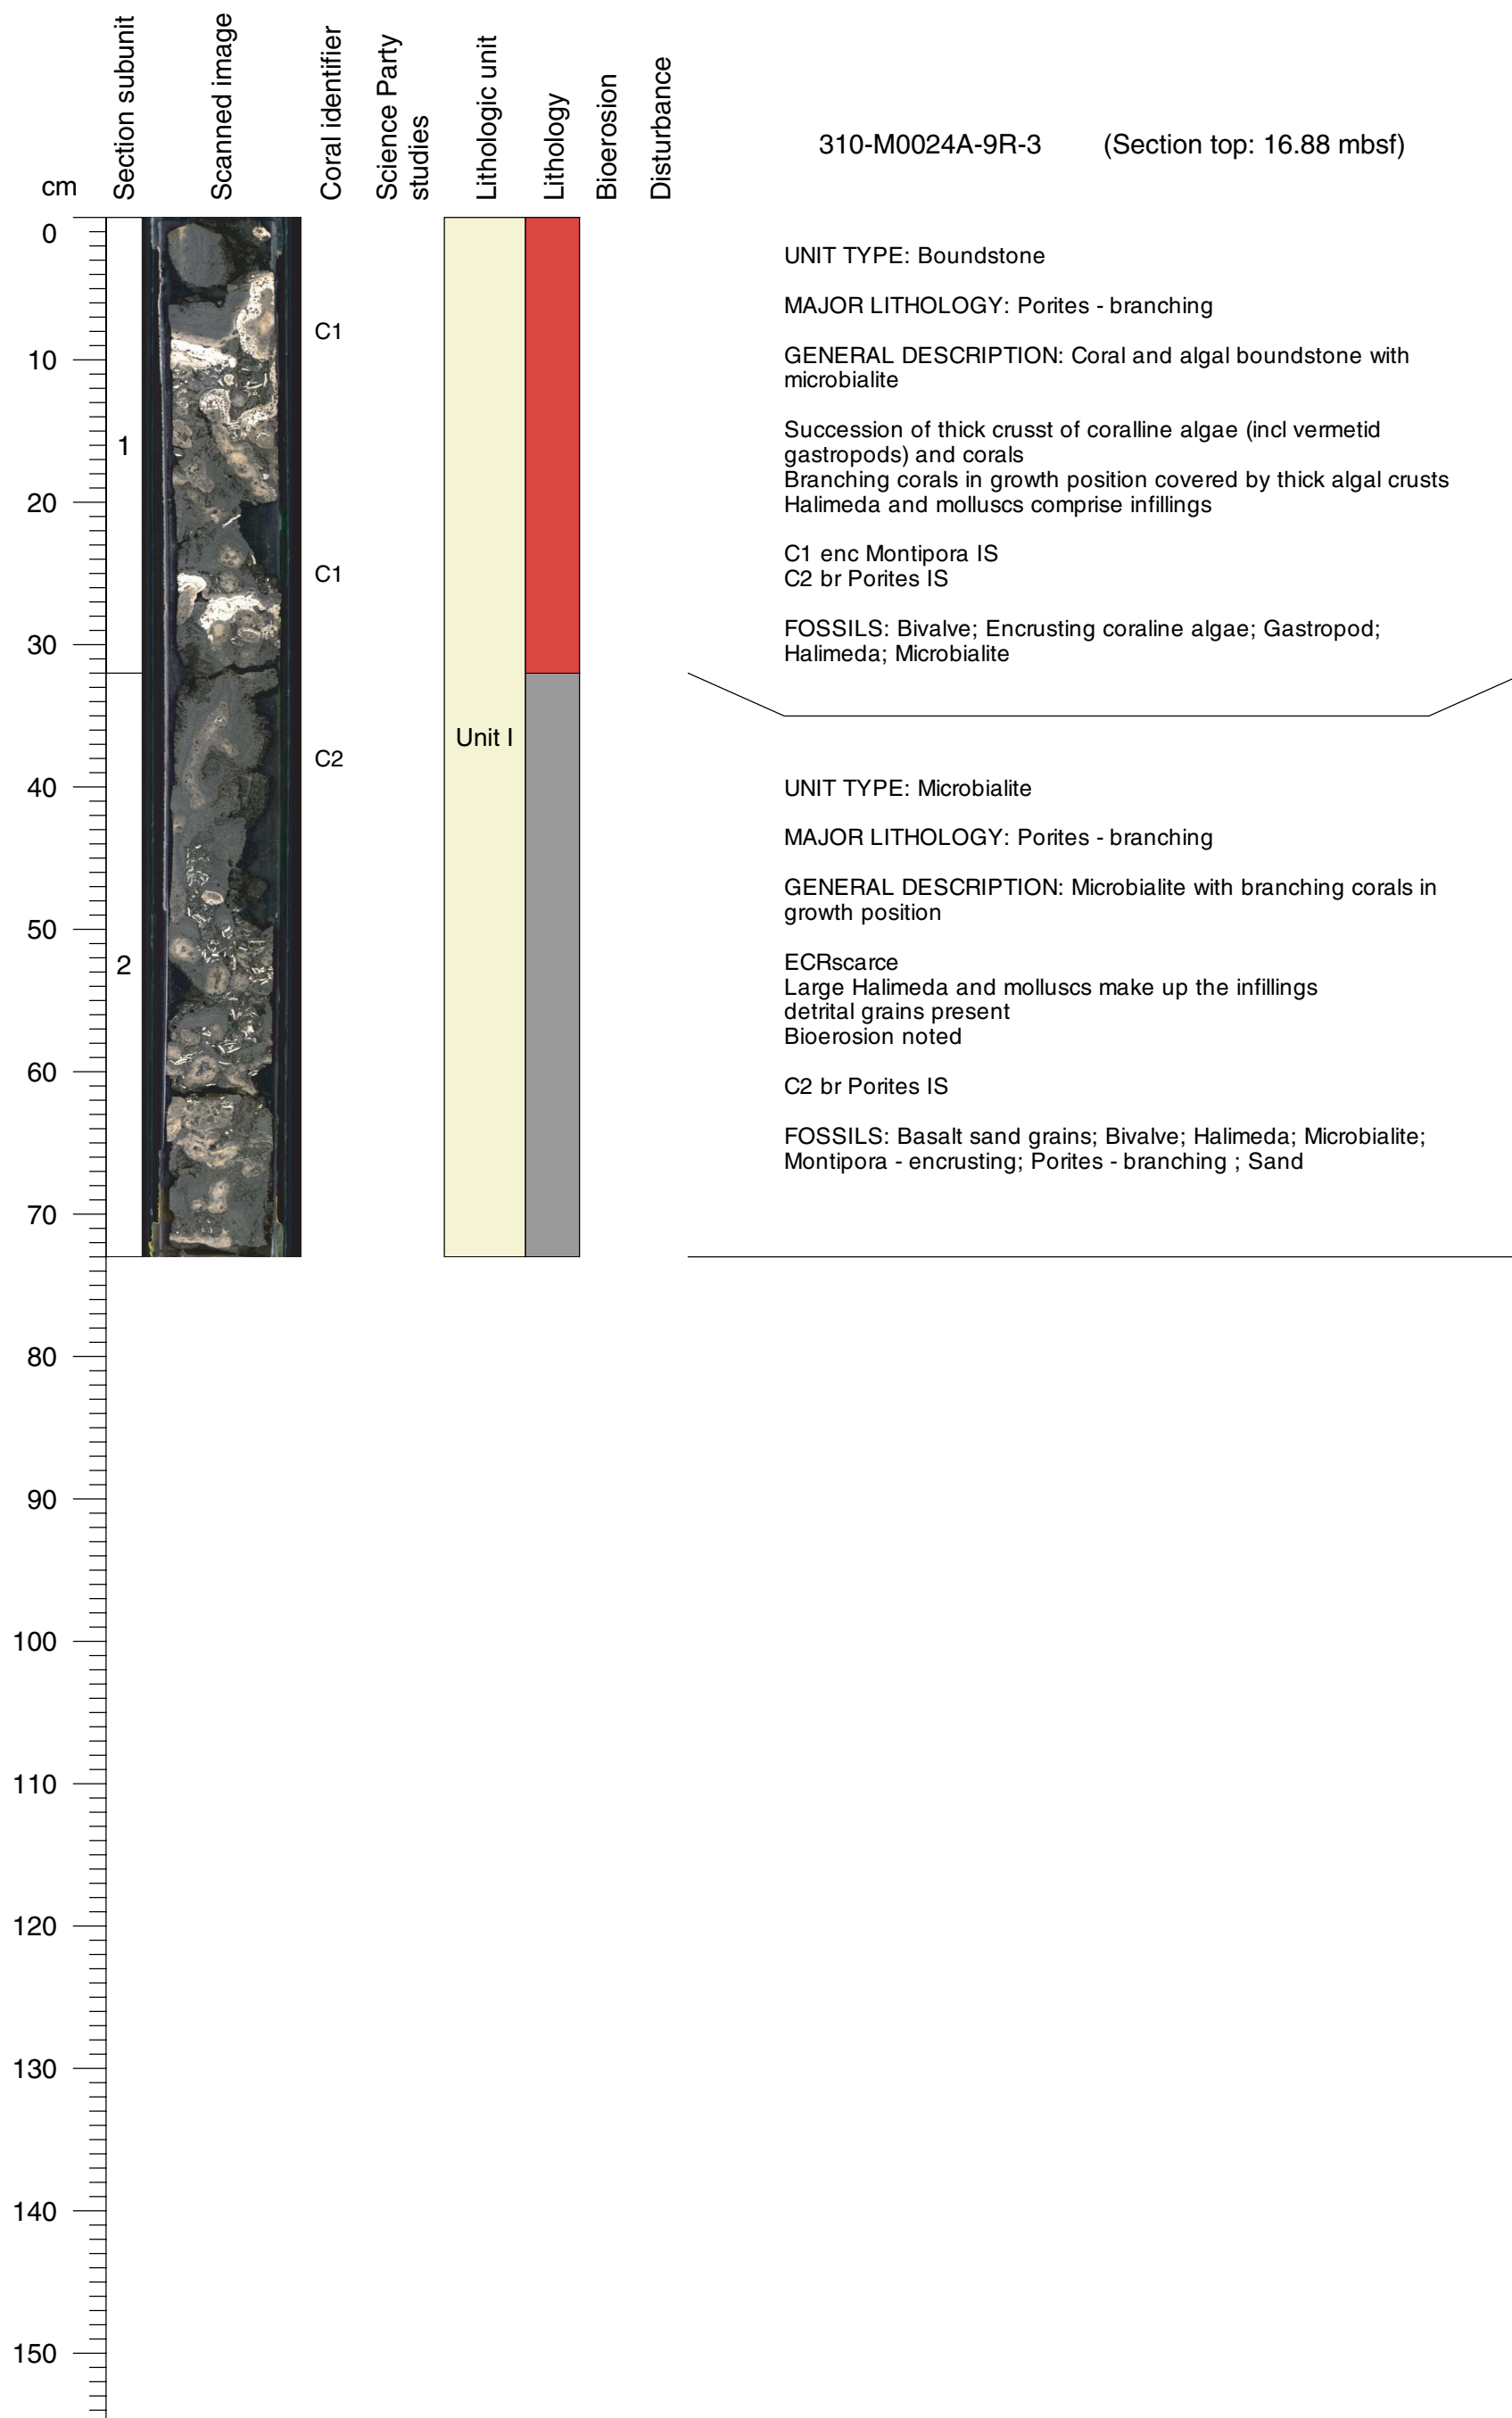 Section subunit
Scanned image
Coral identifier
Science Party
studies
Lithologic unit
Lithology
Bioerosion
Disturbance
310-M0024A-9R-3 (Section top: 16.88 mbsf)
cm
0
10
20
30
40
50
60
70
80
90
100
110
120
130
140
150
1
2
C1
C1
C2
Unit I
UNIT TYPE: Boundstone
MAJOR LITHOLOGY: Porites - branching
GENERAL DESCRIPTION: Coral and algal boundstone with
microbialite
Succession of thick crusst of coralline algae (incl vermetid
gastropods) and corals
Branching corals in growth position covered by thick algal crusts
Halimeda and molluscs comprise infillings
C1 enc Montipora IS
C2 br Porites IS
FOSSILS: Bivalve; Encrusting coraline algae; Gastropod;
Halimeda; Microbialite
UNIT TYPE: Microbialite
MAJOR LITHOLOGY: Porites - branching
GENERAL DESCRIPTION: Microbialite with branching corals in
growth position
ECRscarce
Large Halimeda and molluscs make up the infillings
detrital grains present
Bioerosion noted
C2 br Porites IS
FOSSILS: Basalt sand grains; Bivalve; Halimeda; Microbialite;
Montipora - encrusting; Porites - branching ; Sand